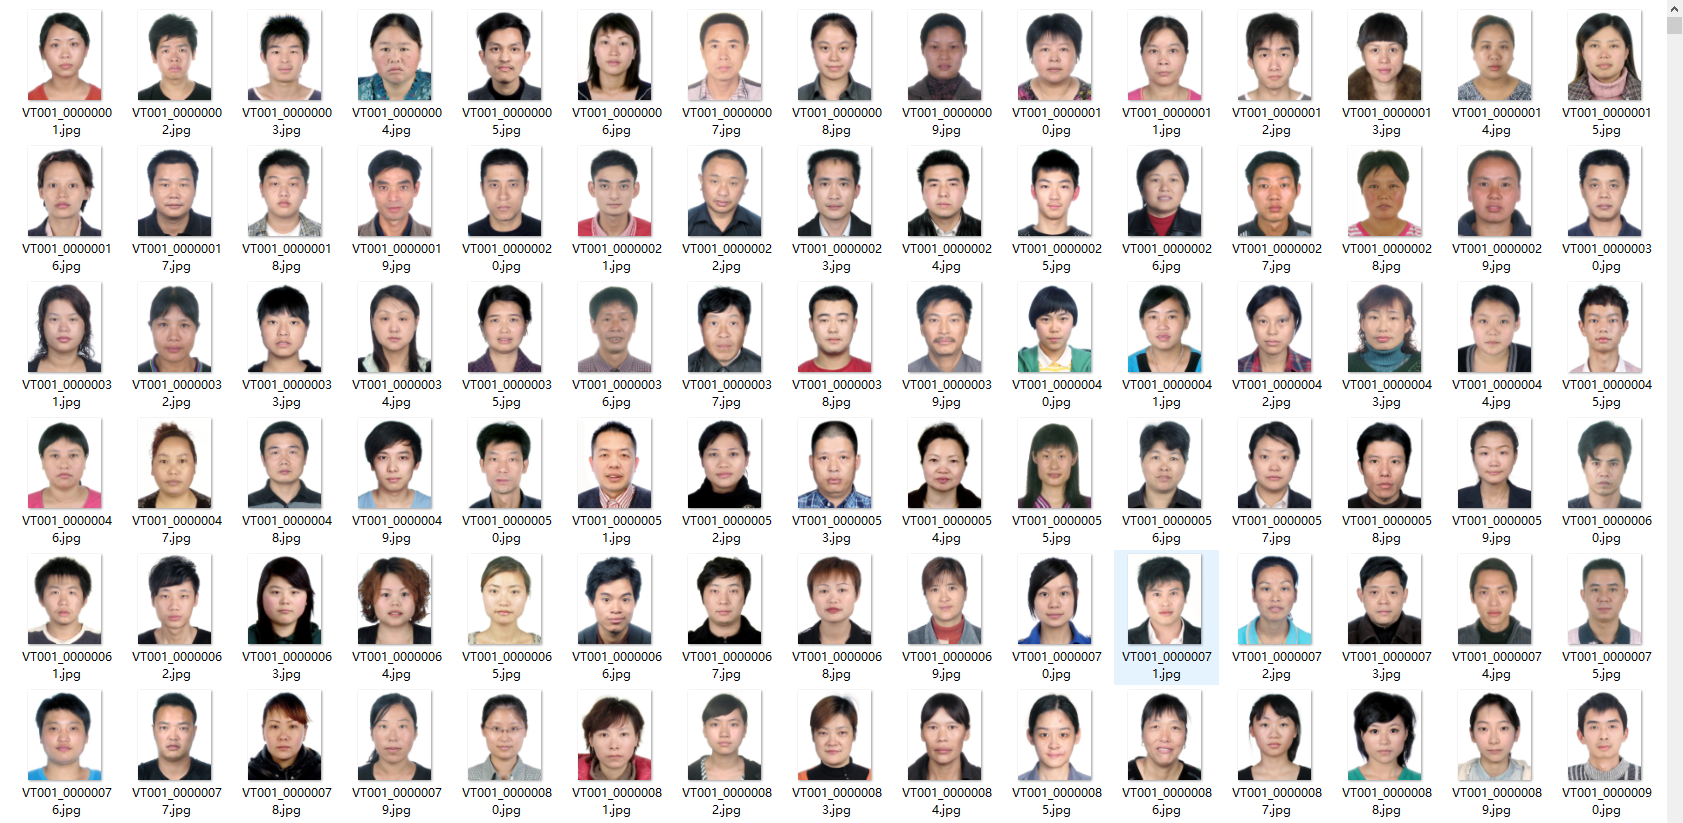 VT001_0000000 VT001_0000000 VT001_0000000 VT001_0000000 VT001_0000000 VT001_0000000 VT001_0000000 VT001_0000000 VT001_0000000 VT001_0000001 VT001_0000001 VT001_0000001 VT001_0000001 VT001_0000001 VT001_0000001
1.jpg 2.jpg 3.jpg 4.jpg 5.jpg 6.jpg 7.jpg 8.jpg 9.jpg 0.jpg 1.jpg 2.jpg 3.jpg 4.jpg 5.jpg
VT001_0000001 VT001_0000001 VT001_0000001 VT001_0000001 VT001_0000002 VT001_0000002 VT001_0000002 VT001_0000002 VT001_0000002 VT001_0000002 VT001_0000002 VT001_0000002 VT001_0000002 VT001_0000002 VT001_0000003
6.jpg 7.jpg 8.jpg 9.jpg 0.jpg 1.jpg 2.jpg 3.jpg 4.jpg 5.jpg 6.jpg 7.jpg 8.jpg 9.jpg 0.jpg
VT001_0000003 VT001_0000003 VT001_0000003 VT001_0000003 VT001_0000003 VT001_0000003 VT001_0000003 VT001_0000003 VT001_0000003 VT001_0000004 VT001_0000004 VT001_0000004 VT001_0000004 VT001_0000004 VT001_0000004
1.jpg 2.jpg 3.jpg 4.jpg 5.jpg 6.jpg 7.jpg 8.jpg 9.jpg 0.jpg 1.jpg 2.jpg 3.jpg 4.jpg 5.jpg
VT001_0000004 VT001_0000004 VT001_0000004 VT001_0000004 VT001_0000005 VT001_0000005 VT001_0000005 VT001_0000005 VT001_0000005 VT001_0000005 VT001_0000005 VT001_0000005 VT001_0000005 VT001_0000005 VT001_0000006
6.jpg 7.jpg 8.jpg 9.jpg 0.jpg 1.jpg 2.jpg 3.jpg 4.jpg 5.jpg 6.jpg 7.jpg 8.jpg 9.jpg 0.jpg
VT001_0000006 VT001_0000006 VT001_0000006 VT001_0000006 VT001_0000006 VT001_0000006 VT001_0000006 VT001_0000006 VT001_0000006 VT001_0000007 VT001_0000007 VT001_0000007 VT001_0000007 VT001_0000007 VT001_0000007
1.jpg 2.jpg 3.jpg 4.jpg 5.jpg 6.jpg 7.jpg 8.jpg 9.jpg 0.jpg 1.jpg 2.jpg 3.jpg 4.jpg 5.jpg
VT001_0000007 VT001_0000007 VT001_0000007 VT001_0000007 VT001_0000008 VT001_0000008 VT001_0000008 VT001_0000008 VT001_0000008 VT001_0000008 VT001_0000008 VT001_0000008 VT001_0000008 VT001_0000008 VT001_0000009
6.jpg 7.jpg 8.jpg 9.jpg 0.jpg 1.jpg 2.jpg 3.jpg 4.jpg 5.jpg 6.jpg 7.jpg 8.jpg 9.jpg 0.jpg